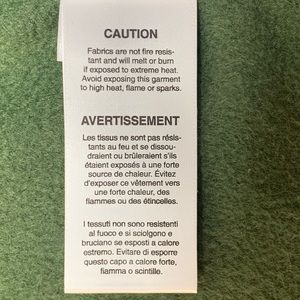 CAUTION
Fabrics are not fire resis-
tant and will melt or burn
if exposed to extreme heat.
Avoid exposing this garment
to high heat, flame or sparks.
AVERTISSEMENT
Les tissus ne sont pas résis-
tants au feu et se dissou-
draient ou brûleraient s'ils
étaient exposés à une forte
source de chaleur. Évitez
d'exposer ce vêtement vers
une forte chaleur, des
flammes ou des étincelles.
I tessuti non sono resistenti
al fuoco e si sciolgono e
bruciano se esposti a calore
estremo. Evitare di esporre
questo capo a calore forte,
fiamma o scintille.